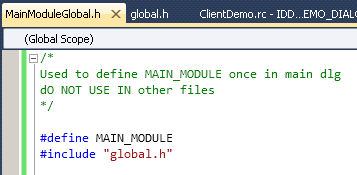 MainModuleGlobal.h global.h ClientDemo.rc - IDD...EMO_DIALO
(Global Scope)
/*
Used to define MAIN_MODULE once in main dlg
dO NOT USE IN other files
*/
#define MAIN_MODULE
#include "global.h"